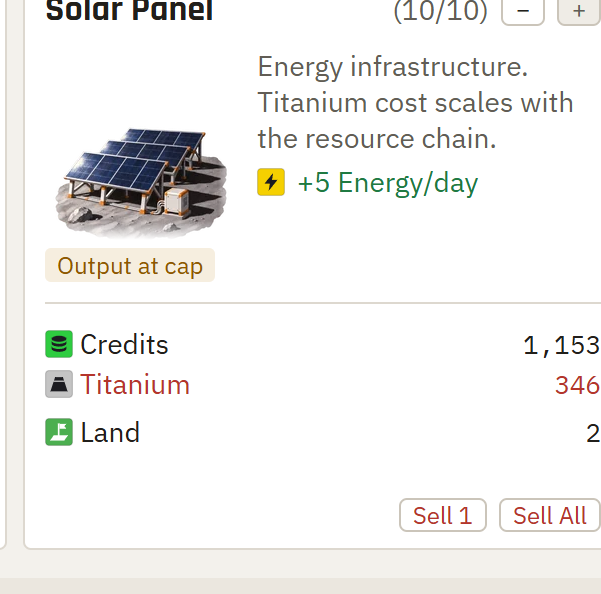 Solar Panel (10/10) − +
Energy infrastructure.
Titanium cost scales with
the resource chain.
+5 Energy/day
Output at cap
Credits 1,153
Titanium 346
Land 2
Sell 1 Sell All